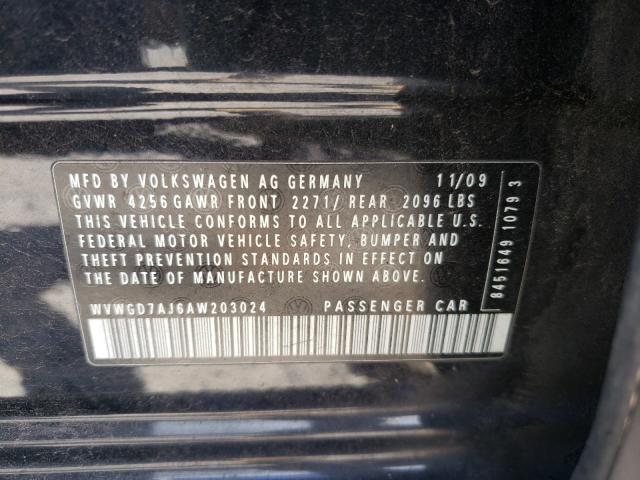 MFD BY VOLKSWAGEN AG GERMANY 11/09
GVWR 4256 GAWR FRONT 2271/ REAR 2096 LBS
THIS VEHICLE CONFORMS TO ALL APPLICABLE U.S.
FEDERAL MOTOR VEHICLE SAFETY, BUMPER AND
THEFT PREVENTION STANDARDS IN EFFECT ON
THE DATE OF MANUFACTURE SHOWN ABOVE.
WVWGD7AJ6AW203024 PASSENGER CAR
8451649 1079 3